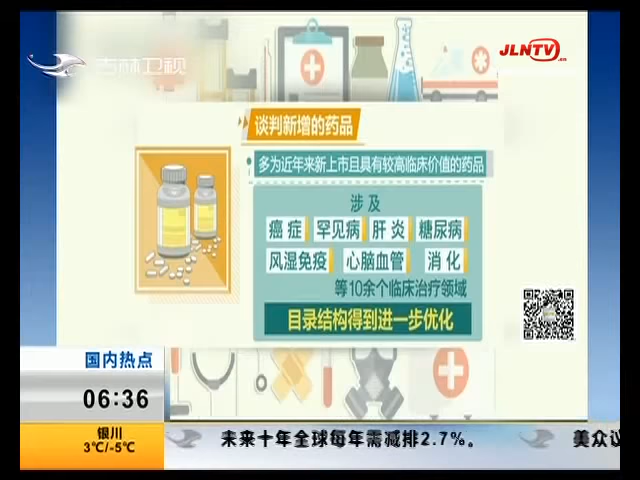 吉林卫视
JLNTV
谈判新增的药品
多为近年来新上市且具有较高临床价值的药品
涉及
癌症 罕见病 肝炎 糖尿病
风湿免疫 心脑血管 消化
等10余个临床治疗领域
目录结构得到进一步优化
国内热点
06:36
银川
3℃/-5℃
未来十年全球每年需减排2.7%。
美众议